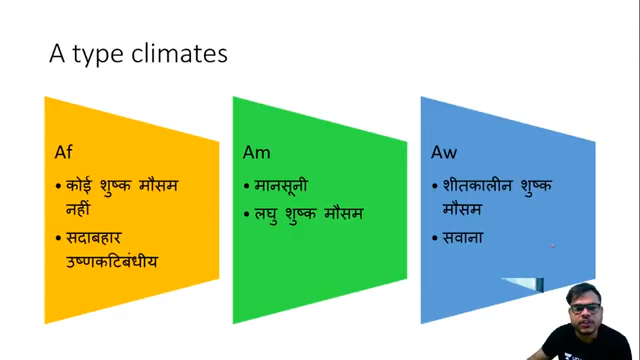 A type climates
Af
• कोई शुष्क मौसम
नहीं
• सदाबहार
उष्णकटिबंधीय
Am
• मानसूनी
• लघु शुष्क मौसम
Aw
• शीतकालीन शुष्क
मौसम
• सवाना